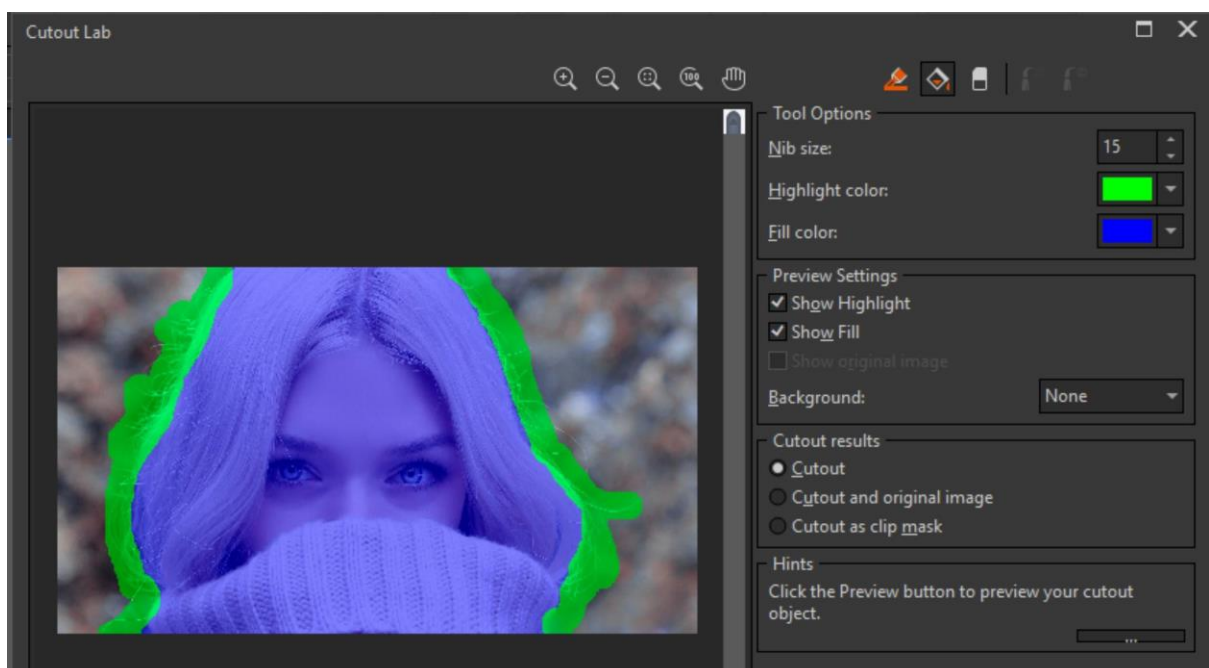 Cutout Lab
100
Tool Options
Nib size:
15
Highlight color:
Fill color:
Preview Settings
Show Highlight
Show Fill
Show original image
Background:
None
Cutout results
Cutout
Cutout and original image
Cutout as clip mask
Hints
Click the Preview button to preview your cutout
object.
...